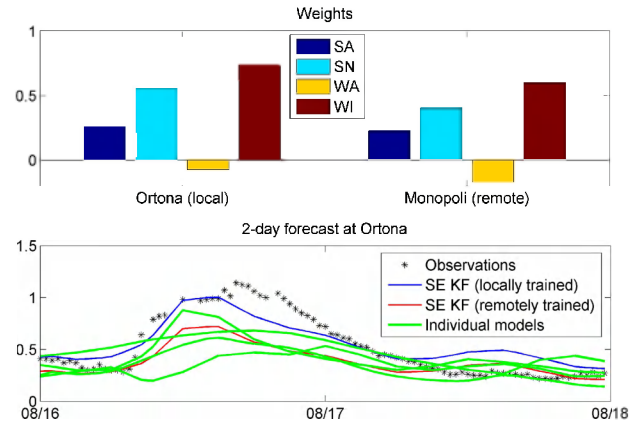 Weights
1
0.5
0
SA
SN
WA
WI
Ortona (local)
Monopoli (remote)
2-day forecast at Ortona
1.5
1
0.5
0
Observations
SE KF (locally trained)
SE KF (remotely trained)
Individual models
08/16
08/17
08/18